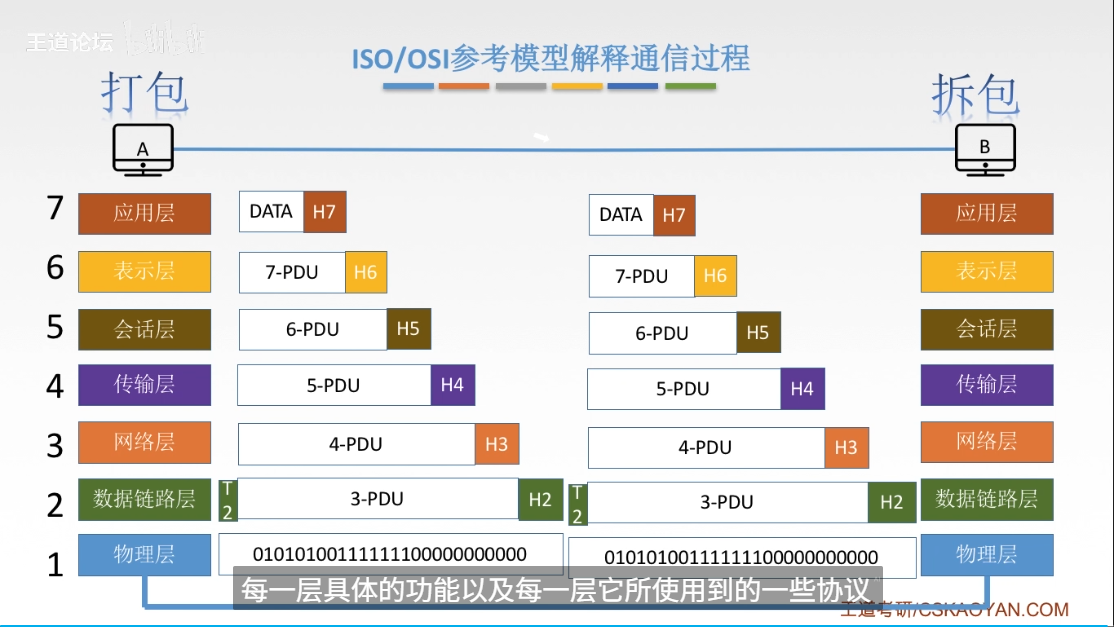 王道论坛
ISO/OSI参考模型解释通信过程
打包
拆包
A
B
7 应用层 DATA H7 DATA H7 应用层
6 表示层 7-PDU H6 7-PDU H6 表示层
5 会话层 6-PDU H5 6-PDU H5 会话层
4 传输层 5-PDU H4 5-PDU H4 传输层
3 网络层 4-PDU H3 4-PDU H3 网络层
2 数据链路层 T2 3-PDU H2 T2 3-PDU H2 数据链路层
1 物理层 010101001111111100000000000 010101001111111100000000000 物理层
每一层具体的功能以及每一层它所使用到的一些协议
王道考研/CSKAOYAN.COM